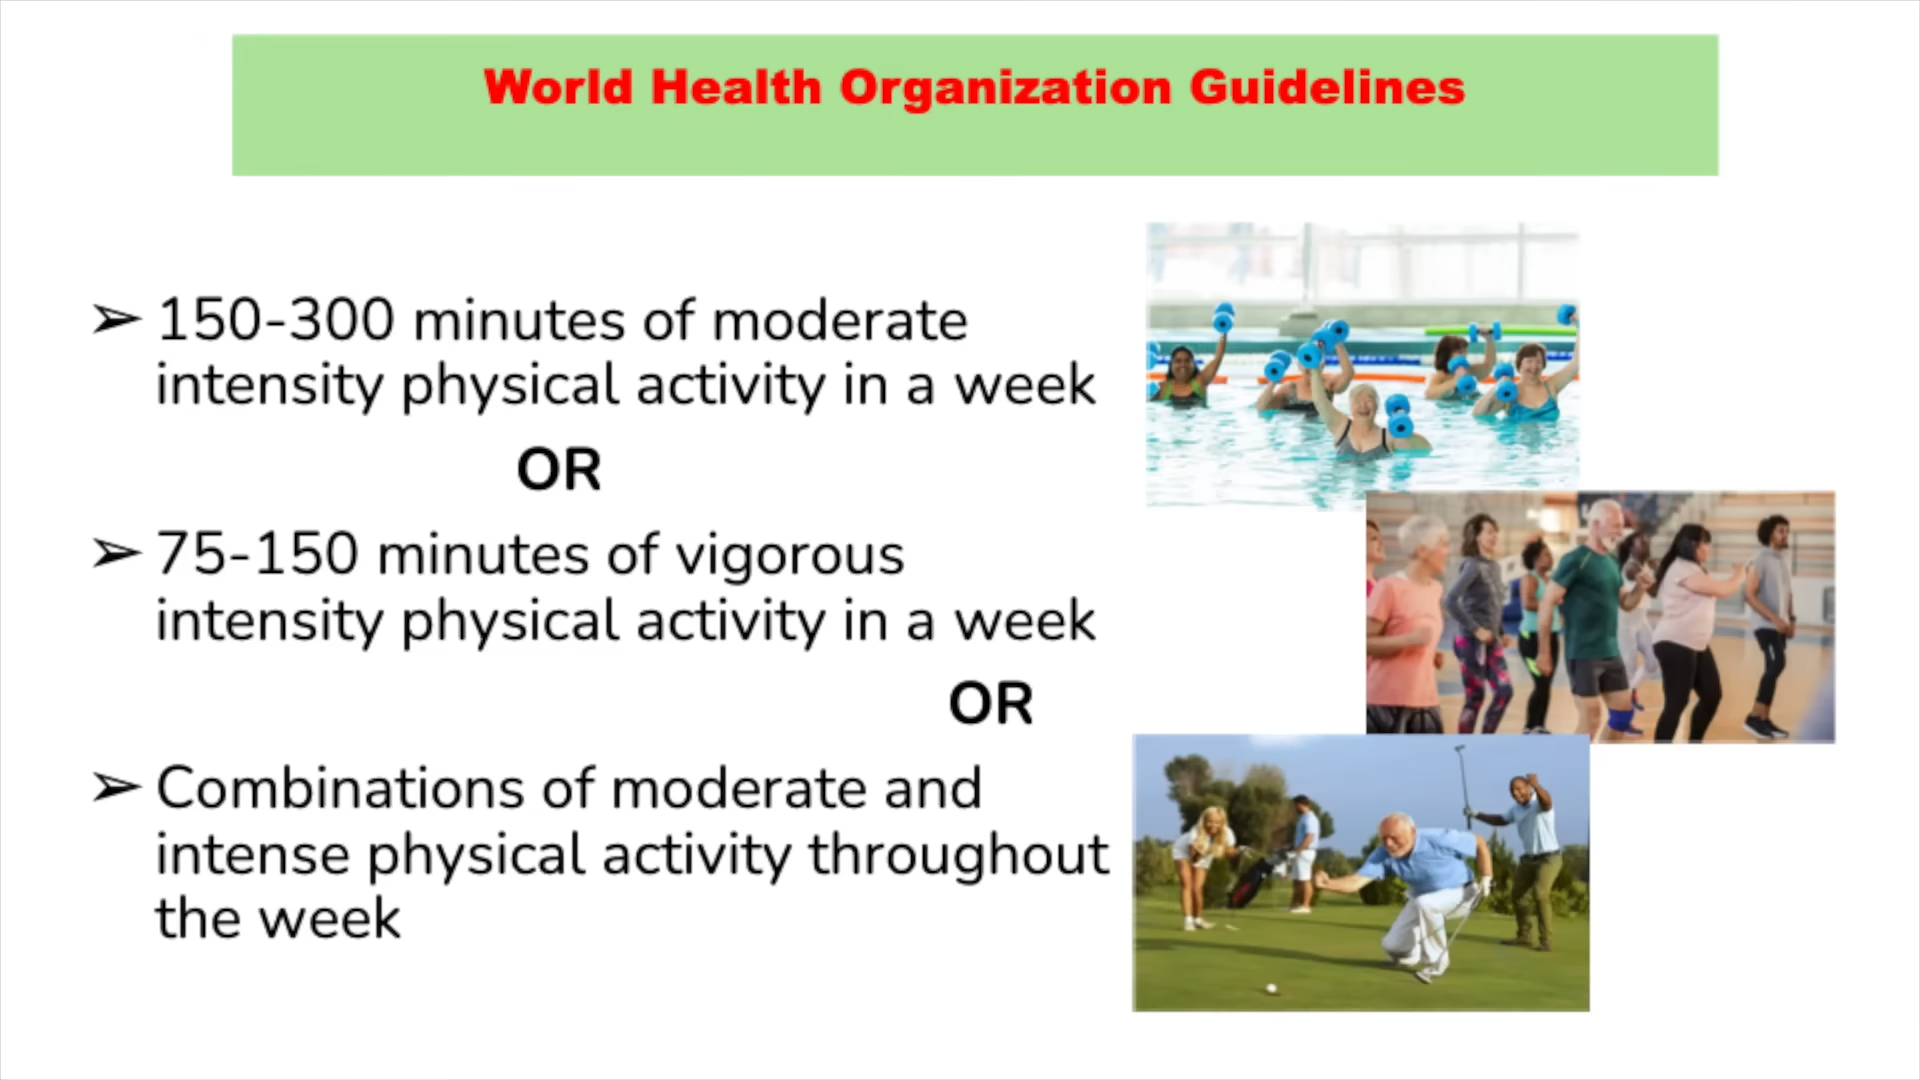 World Health Organization Guidelines
➢ 150-300 minutes of moderate
intensity physical activity in a week
OR
➢ 75-150 minutes of vigorous
intensity physical activity in a week
OR
➢ Combinations of moderate and
intense physical activity throughout
the week